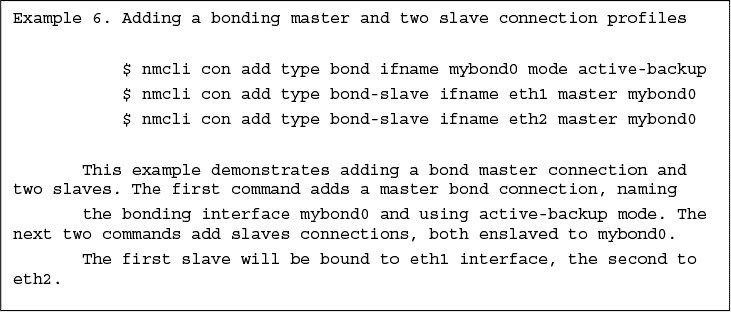 Example 6. Adding a bonding master and two slave connection profiles
$ nmcli con add type bond ifname mybond0 mode active-backup
$ nmcli con add type bond-slave ifname eth1 master mybond0
$ nmcli con add type bond-slave ifname eth2 master mybond0
This example demonstrates adding a bond master connection and
two slaves. The first command adds a master bond connection, naming
the bonding interface mybond0 and using active-backup mode. The
next two commands add slaves connections, both enslaved to mybond0.
The first slave will be bound to eth1 interface, the second to
eth2.